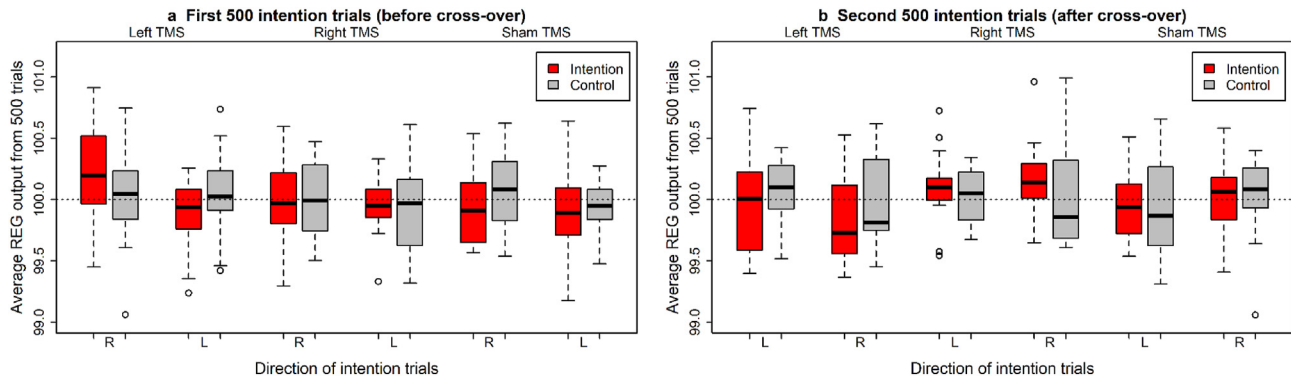 a First 500 intention trials (before cross-over)
Left TMS Right TMS Sham TMS
Intention
Control
Average REG output from 500 trials
101.0
100.5
100.0
99.5
99.0
R L R L R L
Direction of intention trials
b Second 500 intention trials (after cross-over)
Left TMS Right TMS Sham TMS
Intention
Control
Average REG output from 500 trials
101.0
100.5
100.0
99.5
99.0
L R L R L R
Direction of intention trials